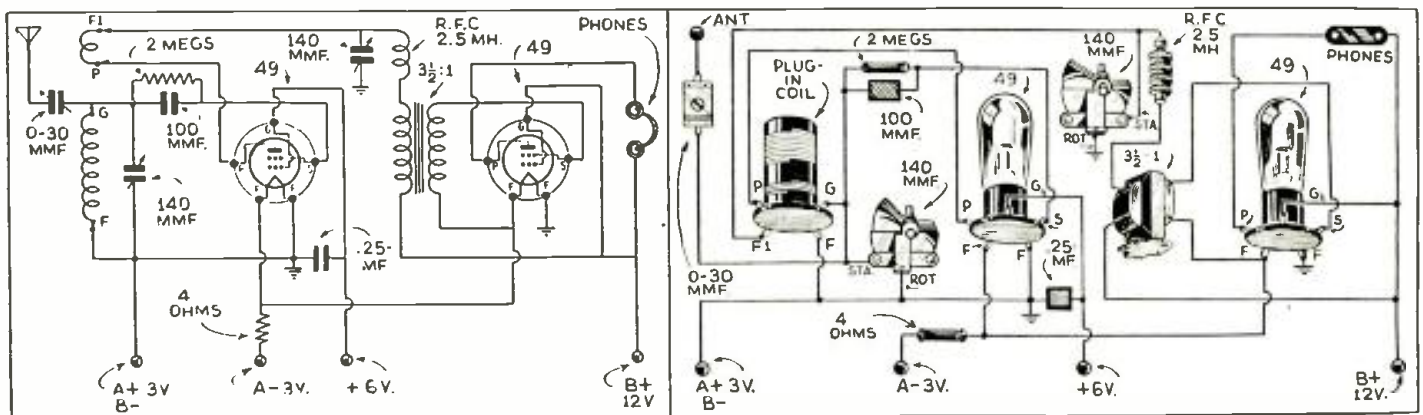 F1
P
2 MEGS
140
MMF.
R.F.C
2.5 MH.
PHONES
49
3½:1
49
G
0-30
MMF
100
MMF.
G
P
S
F
F
G
P
S
F
F
140
MMF
F
.25-
MF
4
OHMS
A+ 3V
B-
A-3V.
+6V.
B+
12V
ANT
2 MEGS
PLUG-
IN
COIL
100
MMF.
49
140
MMF.
R.F.C
2.5
MH
PHONES
49
ROT
STA.
3½-1
P
G
140
MMF
G
P
S
F
F
P
G
S
F
F
F1
F
STA.
ROT
25
MF
0-30
MMF
4
OHMS
A+3V.
B-
A-3V.
+6V.
B+
12V.